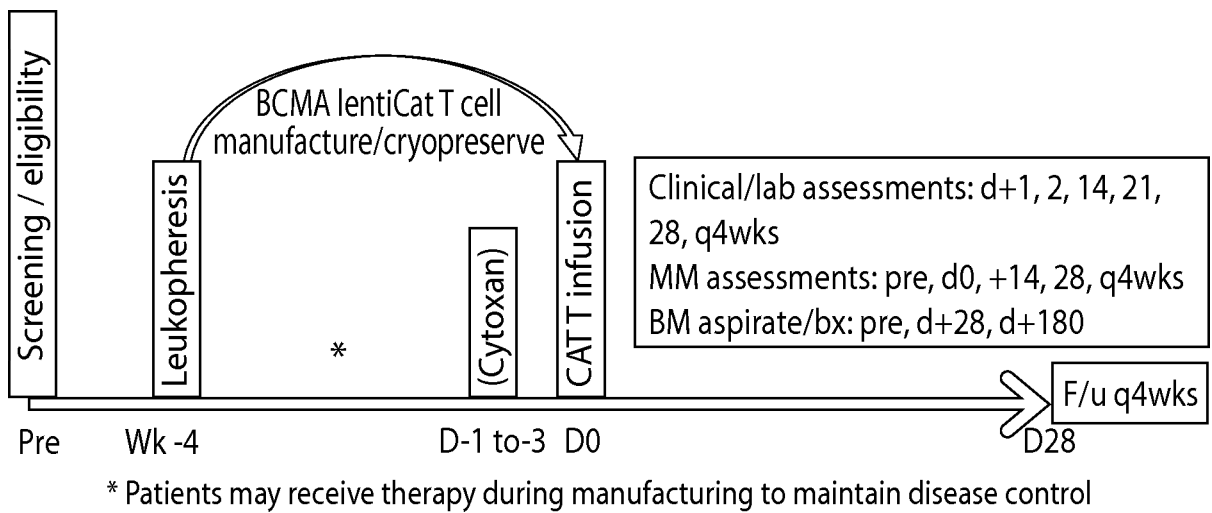 Screening / eligibility
BCMA lentiCat T cell
manufacture/cryopreserve
Leukopheresis
*
(Cytoxan)
CAT T infusion
Clinical/lab assessments: d+1, 2, 14, 21,
28, q4wks
MM assessments: pre, d0, +14, 28, q4wks
BM aspirate/bx: pre, d+28, d+180
F/u q4wks
Pre
Wk -4
D-1 to-3
D0
D28
* Patients may receive therapy during manufacturing to maintain disease control